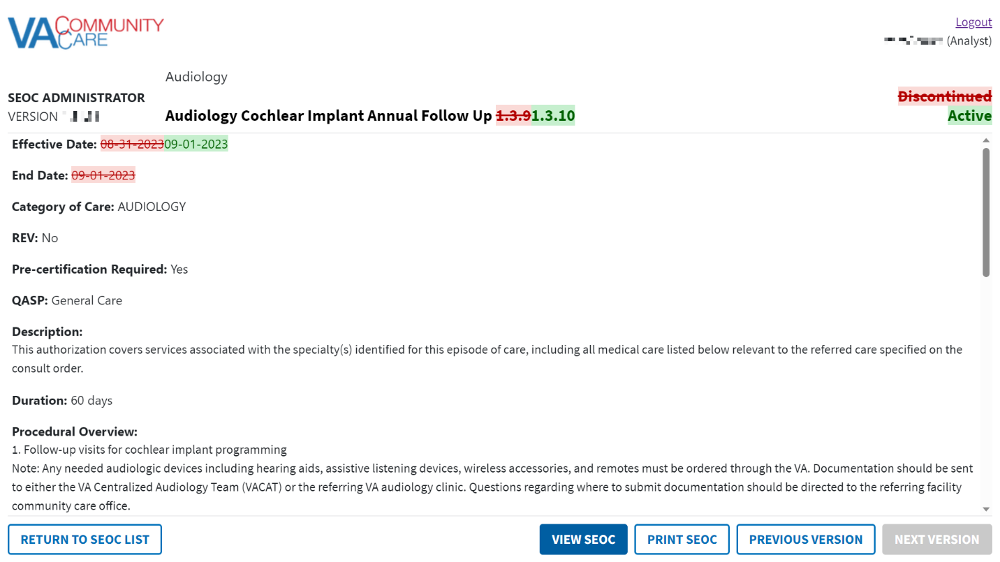 VA COMMUNITY CARE
Logout
(Analyst)
Audiology
SEOC ADMINISTRATOR
Discontinued
VERSION
Audiology Cochlear Implant Annual Follow Up 1.3.91.3.10
Active
Effective Date: 08-31-202309-01-2023
End Date: 09-01-2023
Category of Care: AUDIOLOGY
REV: No
Pre-certification Required: Yes
QASP: General Care
Description:
This authorization covers services associated with the specialty(s) identified for this episode of care, including all medical care listed below relevant to the referred care specified on the
consult order.
Duration: 60 days
Procedural Overview:
1. Follow-up visits for cochlear implant programming
Note: Any needed audiologic devices including hearing aids, assistive listening devices, wireless accessories, and remotes must be ordered through the VA. Documentation should be sent
to either the VA Centralized Audiology Team (VACAT) or the referring VA audiology clinic. Questions regarding where to submit documentation should be directed to the referring facility
community care office.
RETURN TO SEOC LIST
VIEW SEOC
PRINT SEOC
PREVIOUS VERSION
NEXT VERSION